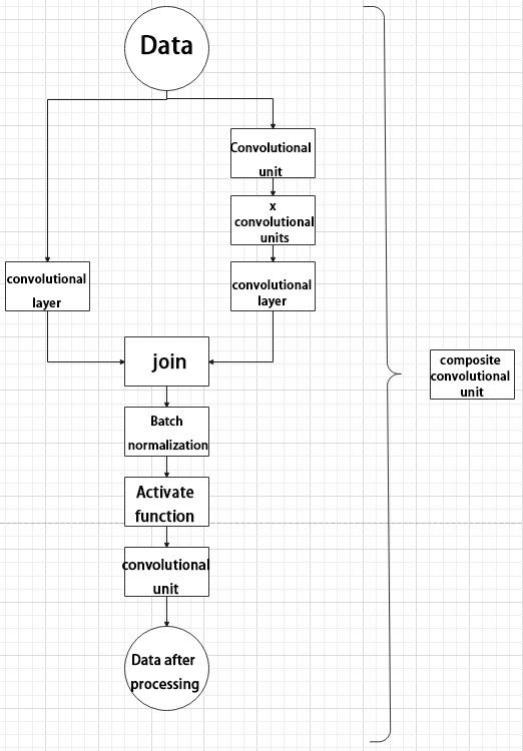 Data
Convolutional
unit
x
convolutional
units
convolutional
layer
convolutional
layer
join
composite
convolutional
unit
Batch
normalization
Activate
function
convolutional
unit
Data after
processing